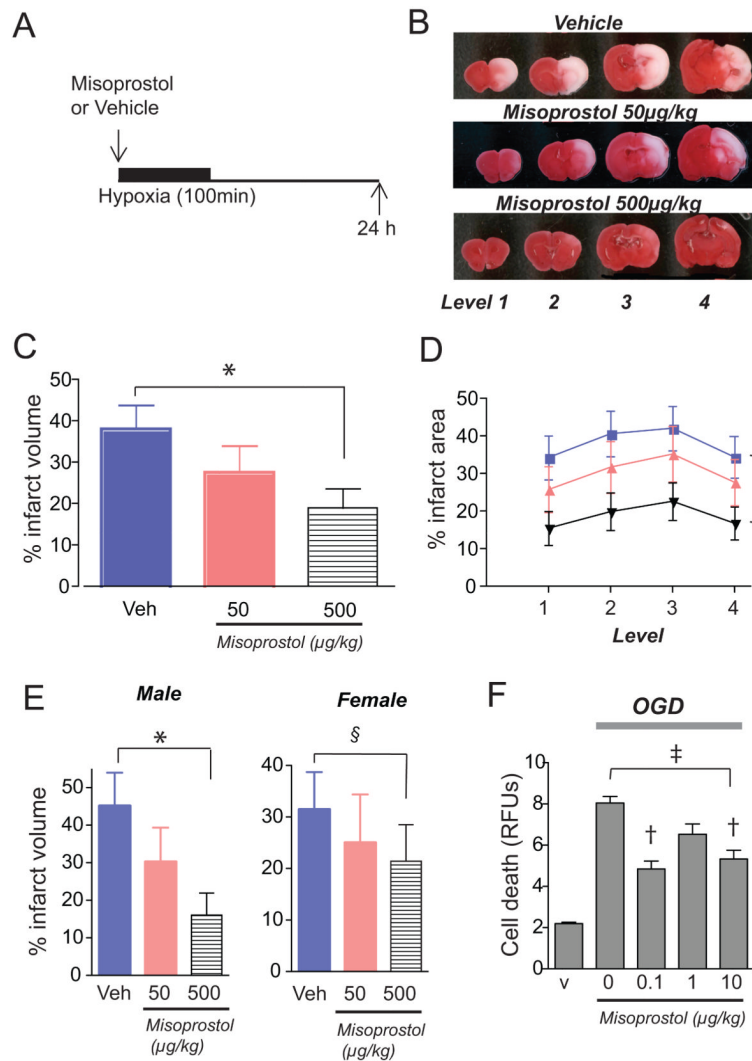 A
Misoprostol
or Vehicle
Hypoxia (100min)
24 h
B
Vehicle
Misoprostol 50µg/kg
Misoprostol 500µg/kg
Level 1 2 3 4
C
% infarct volume
50
40
30
20
10
0
*
Veh 50 500
Misoprostol (µg/kg)
D
% infarct area
50
40
30
20
10
0
1 2 3 4
Level
E
Male
% infarct volume
50
40
30
20
10
0
*
Veh 50 500
Misoprostol
(µg/kg)
Female
40
30
20
10
0
§
Veh 50 500
Misoprostol
(µg/kg)
F
OGD
Cell death (RFUs)
10
8
6
4
2
0
‡
† †
v 0 0.1 1 10
Misoprostol (µg/kg)